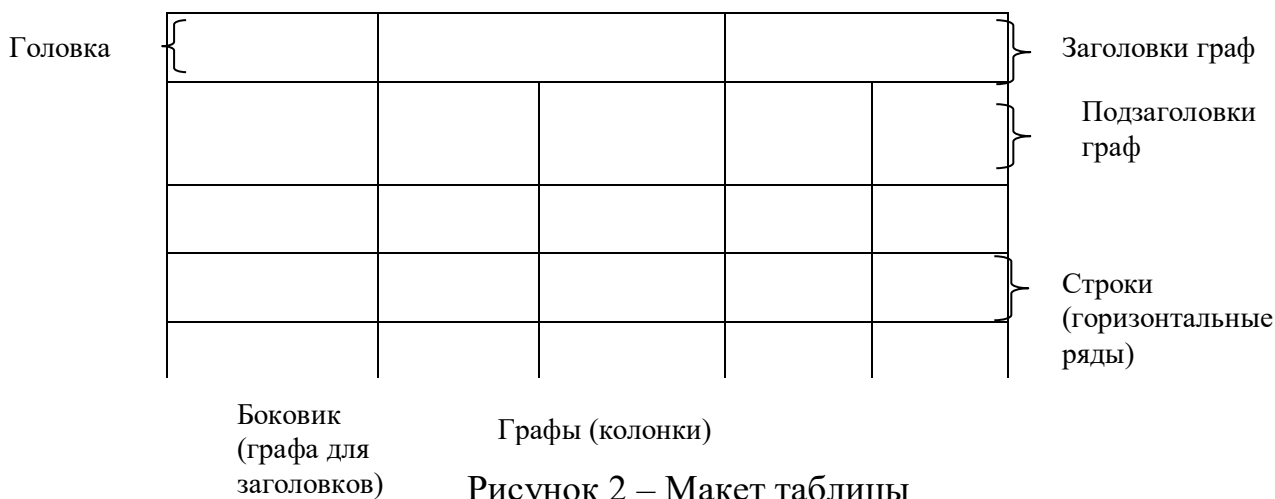 Головка
Заголовки граф
Подзаголовки
граф
Строки
(горизонтальные
ряды)
Боковик
(графа для
заголовков)
Графы (колонки)
Рисунок 2 – Макет таблицы